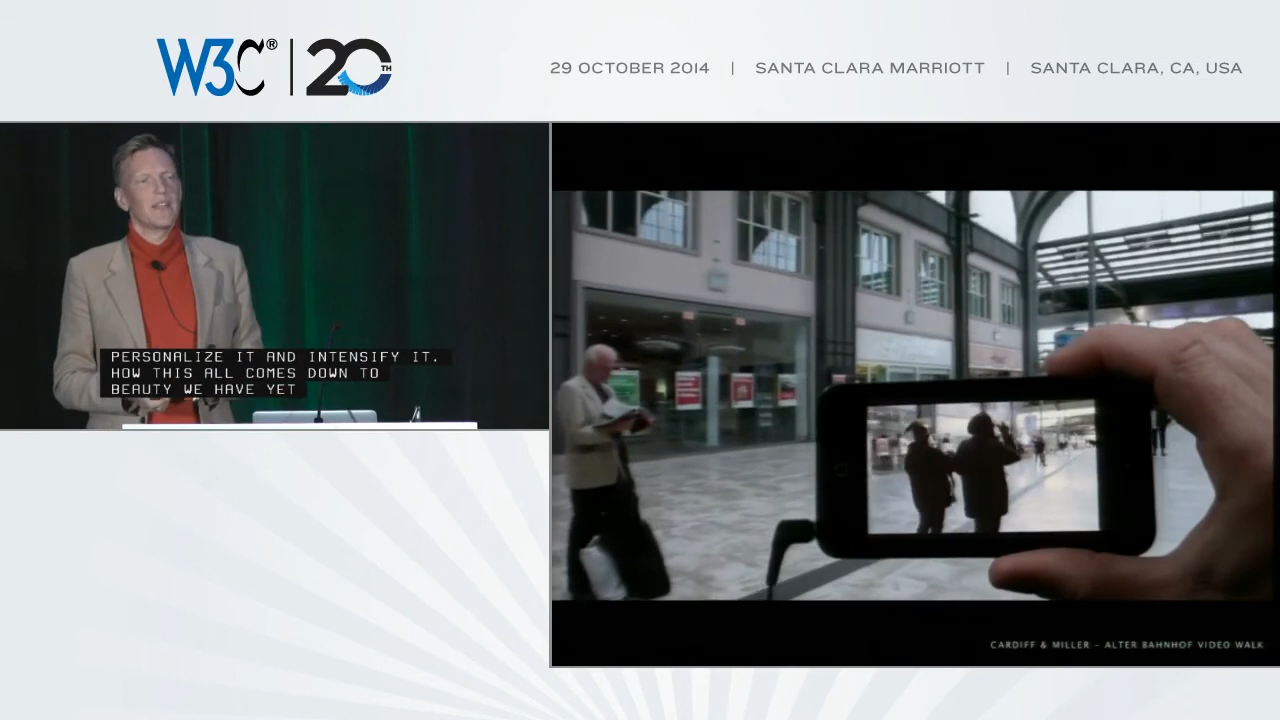 W3C® | 20TH
29 OCTOBER 2014 | SANTA CLARA MARRIOTT | SANTA CLARA, CA, USA
PERSONALIZE IT AND INTENSIFY IT.
HOW THIS ALL COMES DOWN TO
BEAUTY WE HAVE YET
CARDIFF & MILLER – ALTER BAHNHOF VIDEO WALK